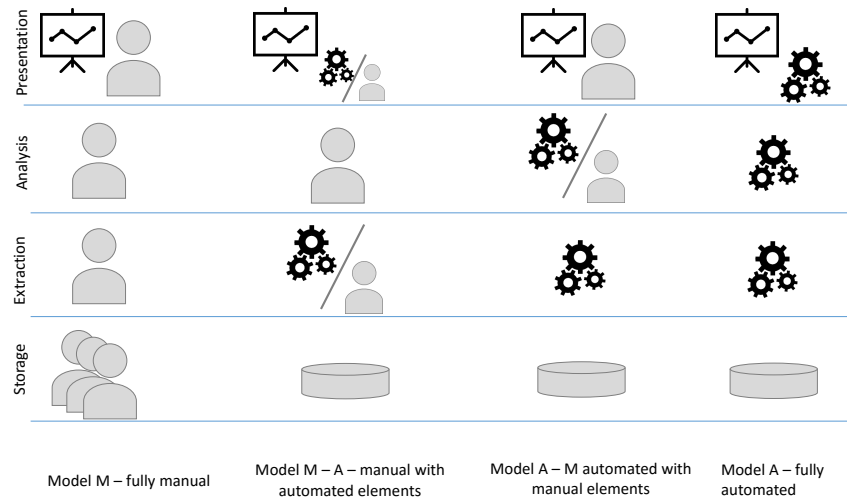 Presentation
Analysis
Extraction
Storage
Model M – fully manual
Model M – A – manual with
automated elements
Model A – M automated with
manual elements
Model A – fully
automated